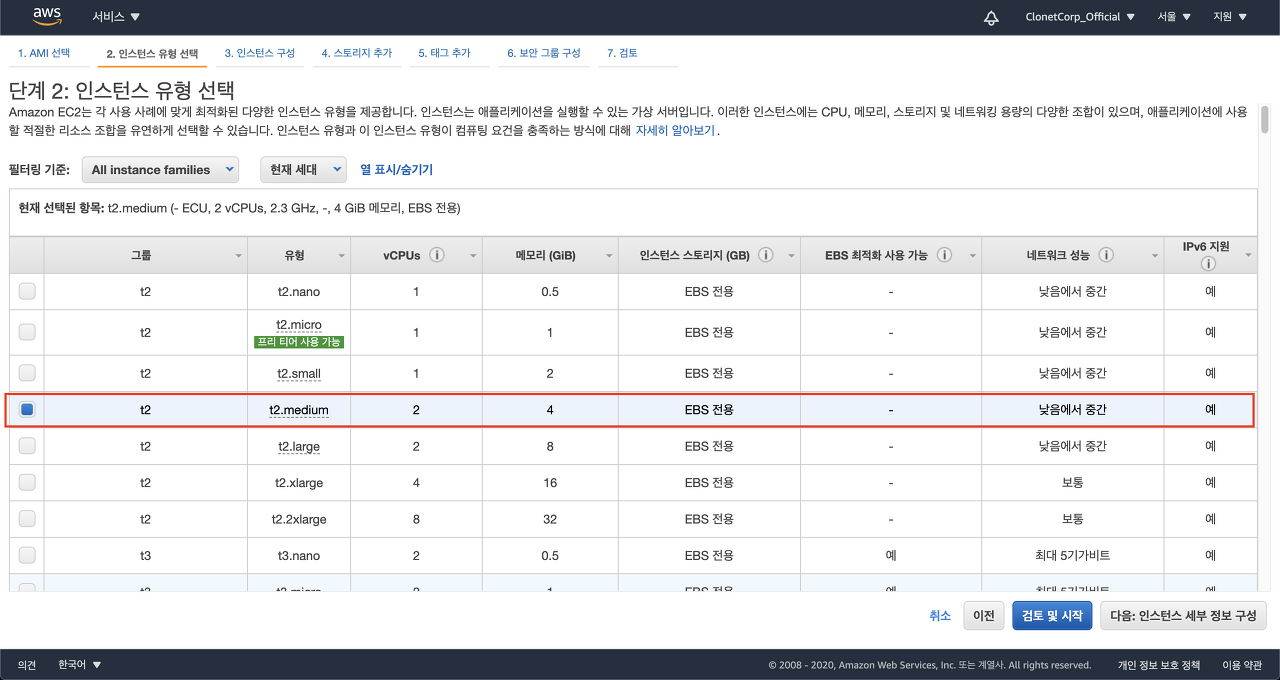 aws 서비스 ClonetCorp_Official 서울 지원
1. AMI 선택 2. 인스턴스 유형 선택 3. 인스턴스 구성 4. 스토리지 추가 5. 태그 추가 6. 보안 그룹 구성 7. 검토
단계 2: 인스턴스 유형 선택
Amazon EC2는 각 사용 사례에 맞게 최적화된 다양한 인스턴스 유형을 제공합니다. 인스턴스는 애플리케이션을 실행할 수 있는 가상 서버입니다. 이러한 인스턴스에는 CPU, 메모리, 스토리지 및 네트워킹 용량의 다양한 조합이 있으며, 애플리케이션에 사용
할 적절한 리소스 조합을 유연하게 선택할 수 있습니다. 인스턴스 유형과 이 인스턴스 유형이 컴퓨팅 요건을 충족하는 방식에 대해 자세히 알아보기.
필터링 기준: All instance families 현재 세대 열 표시/숨기기
현재 선택된 항목: t2.medium (- ECU, 2 vCPUs, 2.3 GHz, -, 4 GiB 메모리, EBS 전용)
그룹 유형 vCPUs 메모리 (GiB) 인스턴스 스토리지 (GB) EBS 최적화 사용 가능 네트워크 성능 IPv6 지원
t2 t2.nano 1 0.5 EBS 전용 - 낮음에서 중간 예
t2 t2.micro 1 1 EBS 전용 - 낮음에서 중간 예
프리 티어 사용 가능
t2 t2.small 1 2 EBS 전용 - 낮음에서 중간 예
t2 t2.medium 2 4 EBS 전용 - 낮음에서 중간 예
t2 t2.large 2 8 EBS 전용 - 낮음에서 중간 예
t2 t2.xlarge 4 16 EBS 전용 - 보통 예
t2 t2.2xlarge 8 32 EBS 전용 - 보통 예
t3 t3.nano 2 0.5 EBS 전용 예 최대 5기가비트 예
t3 t3.micro 2 1 EBS 전용 예 최대 5기가비트 예
취소 이전 검토 및 시작 다음: 인스턴스 세부 정보 구성
의견 한국어 © 2008 - 2020, Amazon Web Services, Inc. 또는 계열사. All rights reserved. 개인 정보 보호 정책 이용 약관